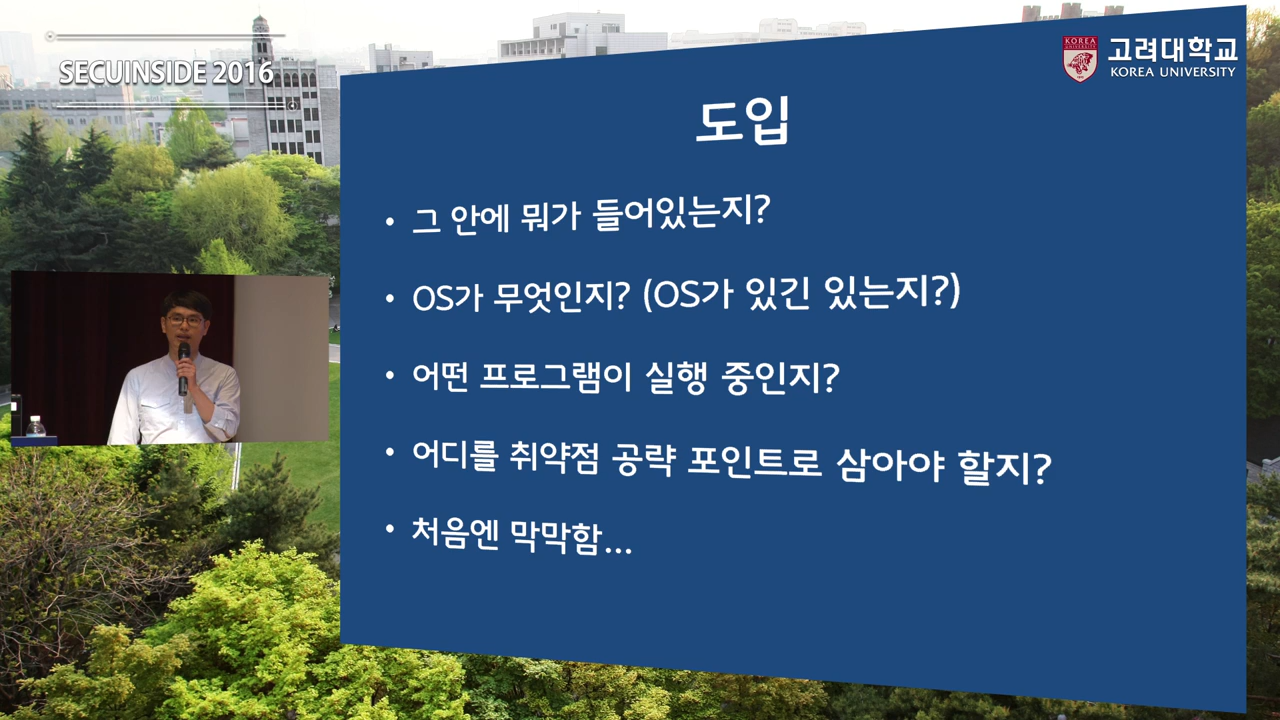 SECUINSIDE 2016
KOREA
고려대학교
KOREA UNIVERSITY
도입
• 그 안에 뭐가 들어있는지?
• OS가 무엇인지? (OS가 있긴 있는지?)
• 어떤 프로그램이 실행 중인지?
• 어디를 취약점 공략 포인트로 삼아야 할지?
• 처음엔 막막함...